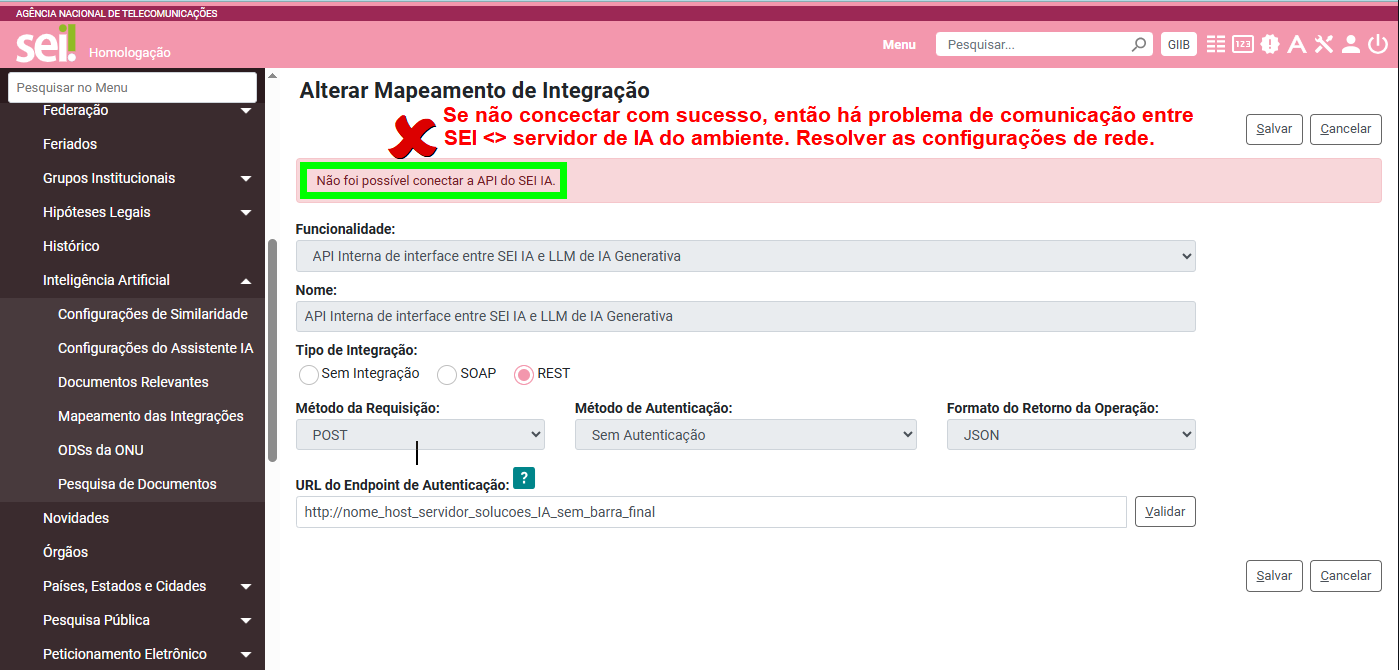 AGÊNCIA NACIONAL DE TELECOMUNICAÇÕES
sei!
Homologação
Menu
Pesquisar...
GIIB
123
Pesquisar no Menu
Federação
Feriados
Grupos Institucionais
Hipóteses Legais
Histórico
Inteligência Artificial
Configurações de Similaridade
Configurações do Assistente IA
Documentos Relevantes
Mapeamento das Integrações
ODSs da ONU
Pesquisa de Documentos
Novidades
Órgãos
Países, Estados e Cidades
Pesquisa Pública
Peticionamento Eletrônico
Alterar Mapeamento de Integração
Se não concectar com sucesso, então há problema de comunicação entre
SEI <> servidor de IA do ambiente. Resolver as configurações de rede.
Salvar
Cancelar
Não foi possível conectar a API do SEI IA.
Funcionalidade:
API Interna de interface entre SEI IA e LLM de IA Generativa
Nome:
API Interna de interface entre SEI IA e LLM de IA Generativa
Tipo de Integração:
Sem Integração
SOAP
REST
Método da Requisição:
Método de Autenticação:
Formato do Retorno da Operação:
POST
Sem Autenticação
JSON
URL do Endpoint de Autenticação:
?
http://nome_host_servidor_solucoes_IA_sem_barra_final
Validar
Salvar
Cancelar